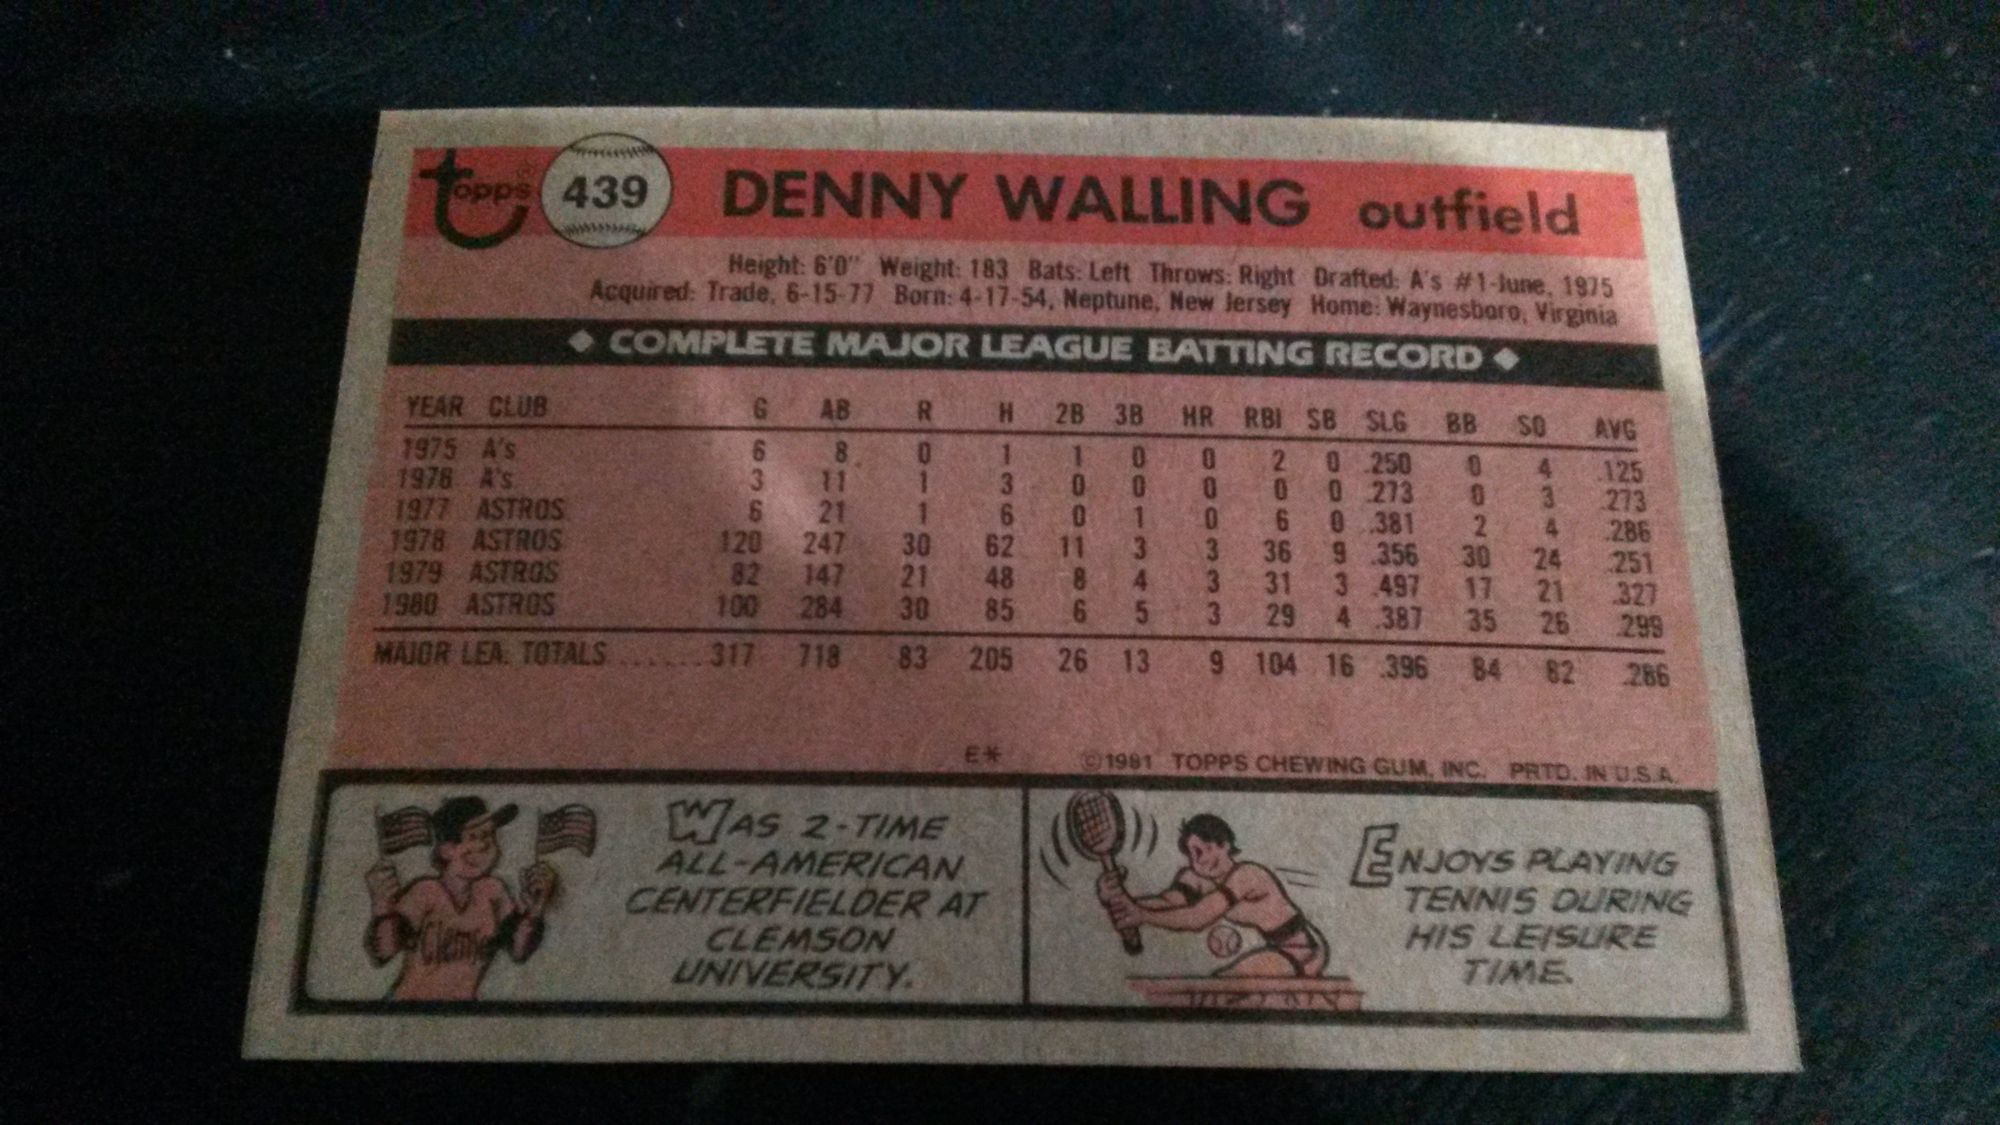 topps 439 DENNY WALLING outfield
Height: 6'0" Weight: 183 Bats: Left Throws: Right Drafted: A's #1-June, 1975
Acquired: Trade, 6-15-77 Born: 4-17-54, Neptune, New Jersey Home: Waynesboro, Virginia
◆ COMPLETE MAJOR LEAGUE BATTING RECORD ◆
YEAR CLUB G AB R H 2B 3B HR RBI SB SLG BB SO AVG
1975 A's 6 8 0 1 1 0 0 2 0 .250 0 4 .125
1976 A's 3 11 1 3 0 0 0 0 0 .273 0 3 .273
1977 ASTROS 6 21 1 6 0 1 0 6 0 .381 2 4 .286
1978 ASTROS 120 247 30 62 11 3 3 36 9 .356 30 24 .251
1979 ASTROS 82 147 21 48 8 4 3 31 3 .497 17 21 .327
1980 ASTROS 100 284 30 85 6 5 3 29 4 .387 35 26 .299
MAJOR LEA. TOTALS ...... 317 718 83 205 26 13 9 104 16 .396 84 82 .286
E* ©1981 TOPPS CHEWING GUM, INC. PRTD. IN U.S.A.
WAS 2-TIME
ALL-AMERICAN
CENTERFIELDER AT
CLEMSON
UNIVERSITY.
Clems
ENJOYS PLAYING
TENNIS DURING
HIS LEISURE
TIME.